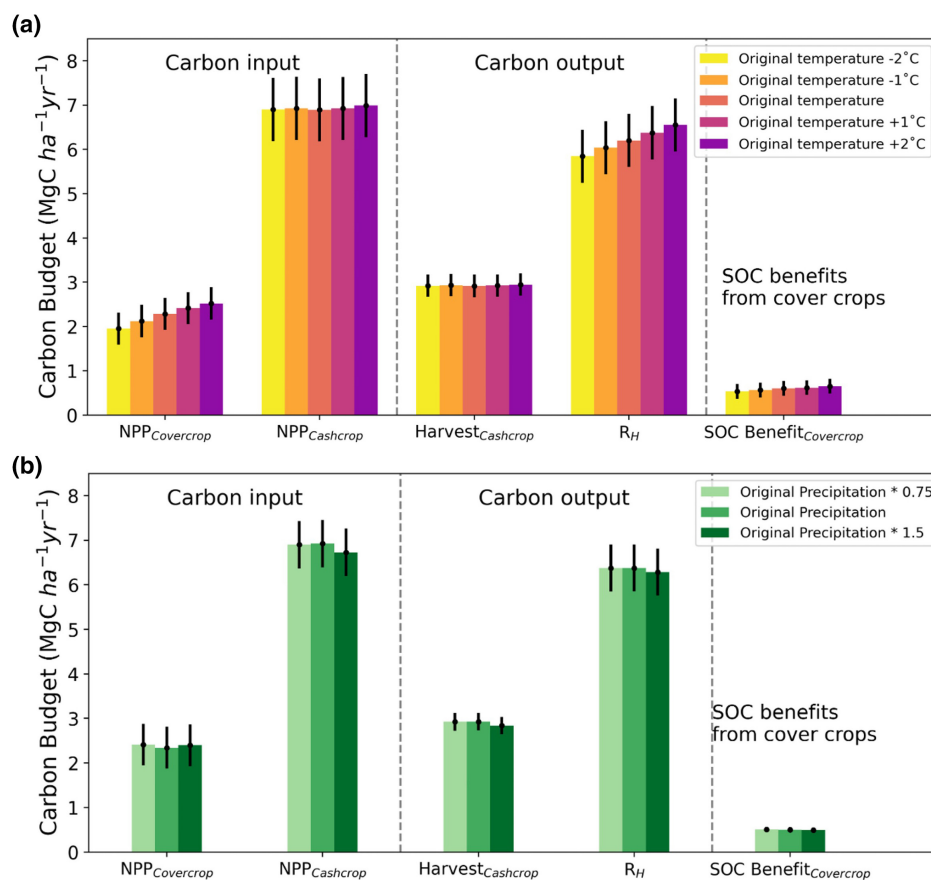 (a)
Carbon input
Carbon output
Original temperature -2˚C
Original temperature -1˚C
Original temperature
Original temperature +1˚C
Original temperature +2˚C
Carbon Budget (MgC ha⁻¹yr⁻¹)
8
7
6
5
4
3
2
1
0
SOC benefits
from cover crops
NPP_Covercrop
NPP_Cashcrop
Harvest_Cashcrop
R_H
SOC Benefit_Covercrop
(b)
Carbon input
Carbon output
Original Precipitation * 0.75
Original Precipitation
Original Precipitation * 1.5
Carbon Budget (MgC ha⁻¹yr⁻¹)
8
7
6
5
4
3
2
1
0
SOC benefits
from cover crops
NPP_Covercrop
NPP_Cashcrop
Harvest_Cashcrop
R_H
SOC Benefit_Covercrop